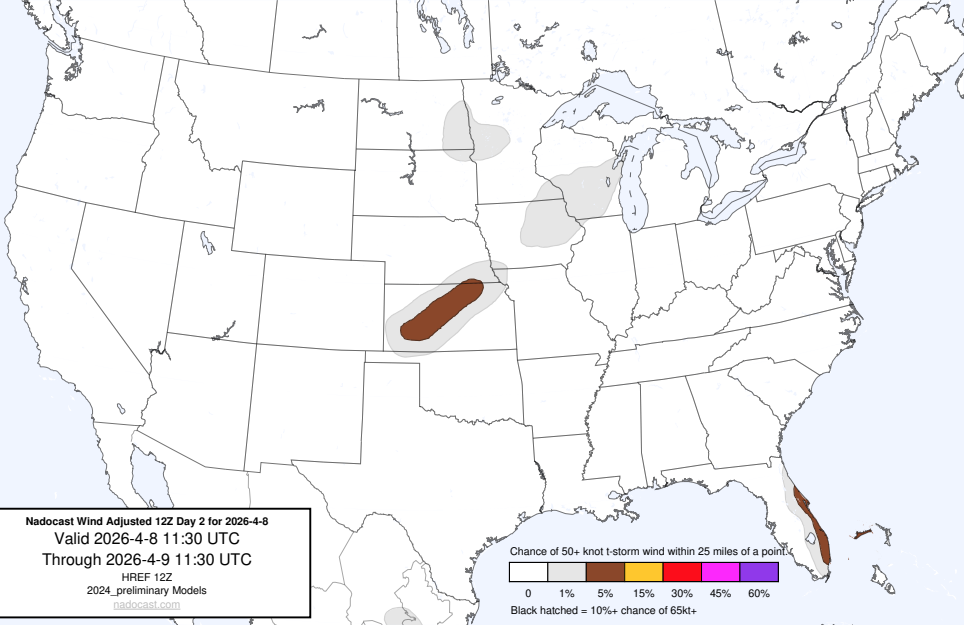 Nadocast Wind Adjusted 12Z Day 2 for 2026-4-8
Valid 2026-4-8 11:30 UTC
Through 2026-4-9 11:30 UTC
HREF 12Z
2024_preliminary Models
nadocast.com
Chance of 50+ knot t-storm wind within 25 miles of a point.
0 1% 5% 15% 30% 45% 60%
Black hatched = 10%+ chance of 65kt+